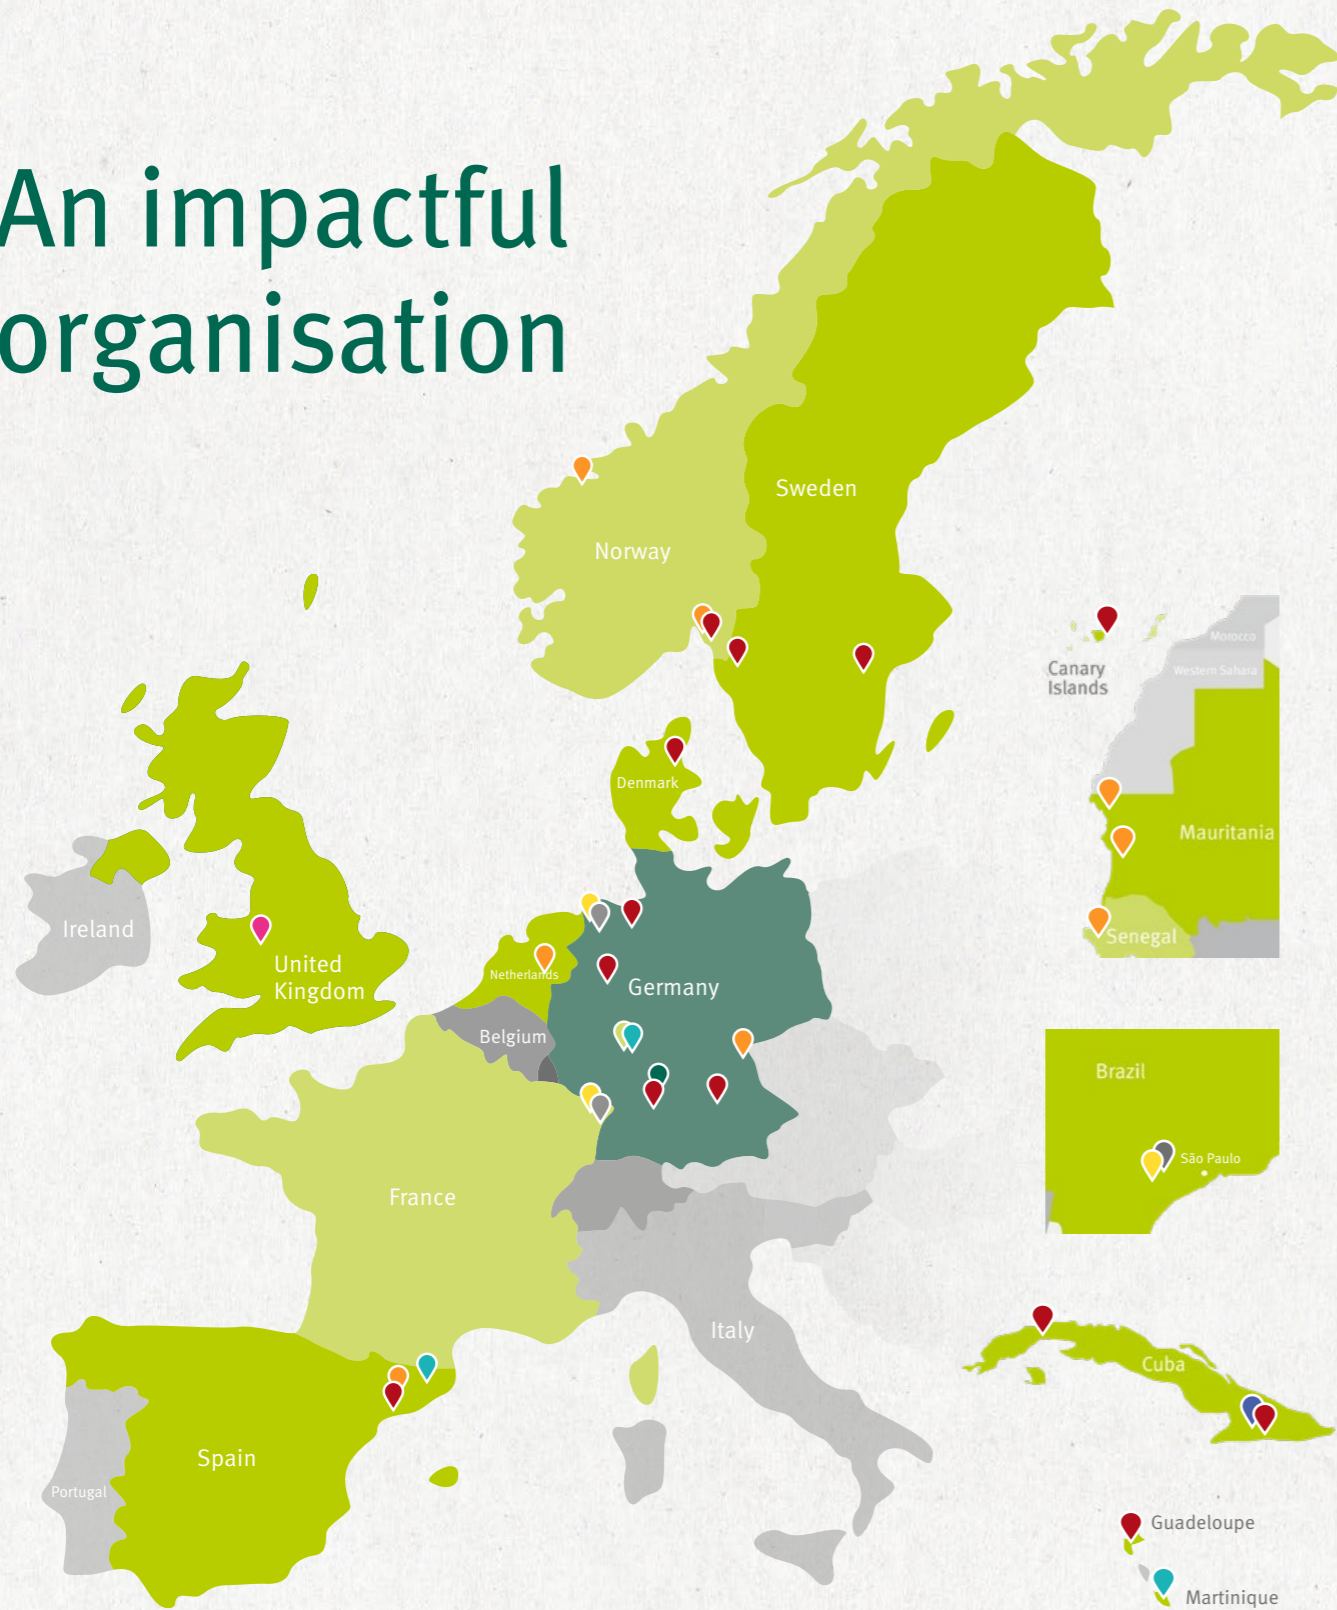 An impactful
organisation
Sweden
Norway
Morocco
Canary
Islands
Western Sahara
Denmark
Mauritania
Ireland
United
Kingdom
Senegal
Netherlands
Germany
Belgium
Brazil
São Paulo
France
Italy
Cuba
Spain
Portugal
Guadeloupe
Martinique